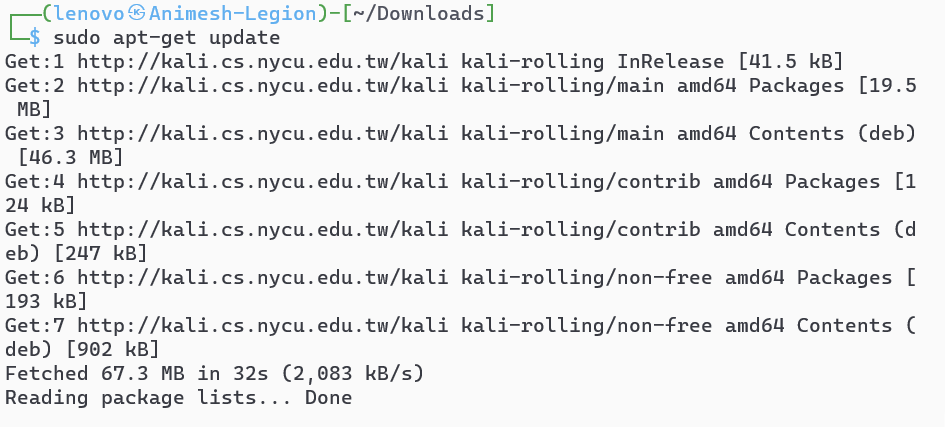 ┌──(lenovo㉿Animesh-Legion)-[~/Downloads]
└─$ sudo apt-get update
Get:1 http://kali.cs.nycu.edu.tw/kali kali-rolling InRelease [41.5 kB]
Get:2 http://kali.cs.nycu.edu.tw/kali kali-rolling/main amd64 Packages [19.5
 MB]
Get:3 http://kali.cs.nycu.edu.tw/kali kali-rolling/main amd64 Contents (deb)
 [46.3 MB]
Get:4 http://kali.cs.nycu.edu.tw/kali kali-rolling/contrib amd64 Packages [1
24 kB]
Get:5 http://kali.cs.nycu.edu.tw/kali kali-rolling/contrib amd64 Contents (d
eb) [247 kB]
Get:6 http://kali.cs.nycu.edu.tw/kali kali-rolling/non-free amd64 Packages [
193 kB]
Get:7 http://kali.cs.nycu.edu.tw/kali kali-rolling/non-free amd64 Contents (
deb) [902 kB]
Fetched 67.3 MB in 32s (2,083 kB/s)
Reading package lists... Done